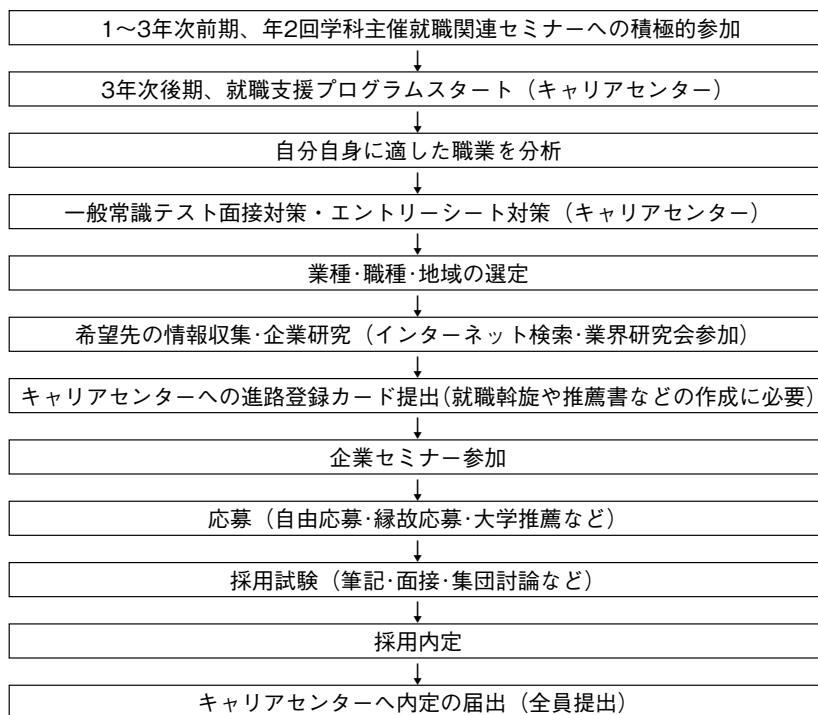 1〜3年次前期、年2回学科主催就職関連セミナーへの積極的参加
3年次後期、就職支援プログラムスタート（キャリアセンター）
自分自身に適した職業を分析
一般常識テスト面接対策・エントリーシート対策（キャリアセンター）
業種・職種・地域の選定
希望先の情報収集・企業研究（インターネット検索・業界研究会参加）
キャリアセンターへの進路登録カード提出（就職斡旋や推薦書などの作成に必要）
企業セミナー参加
応募（自由応募・縁故応募・大学推薦など）
採用試験（筆記・面接・集団討論など）
採用内定
キャリアセンターへ内定の届出（全員提出）